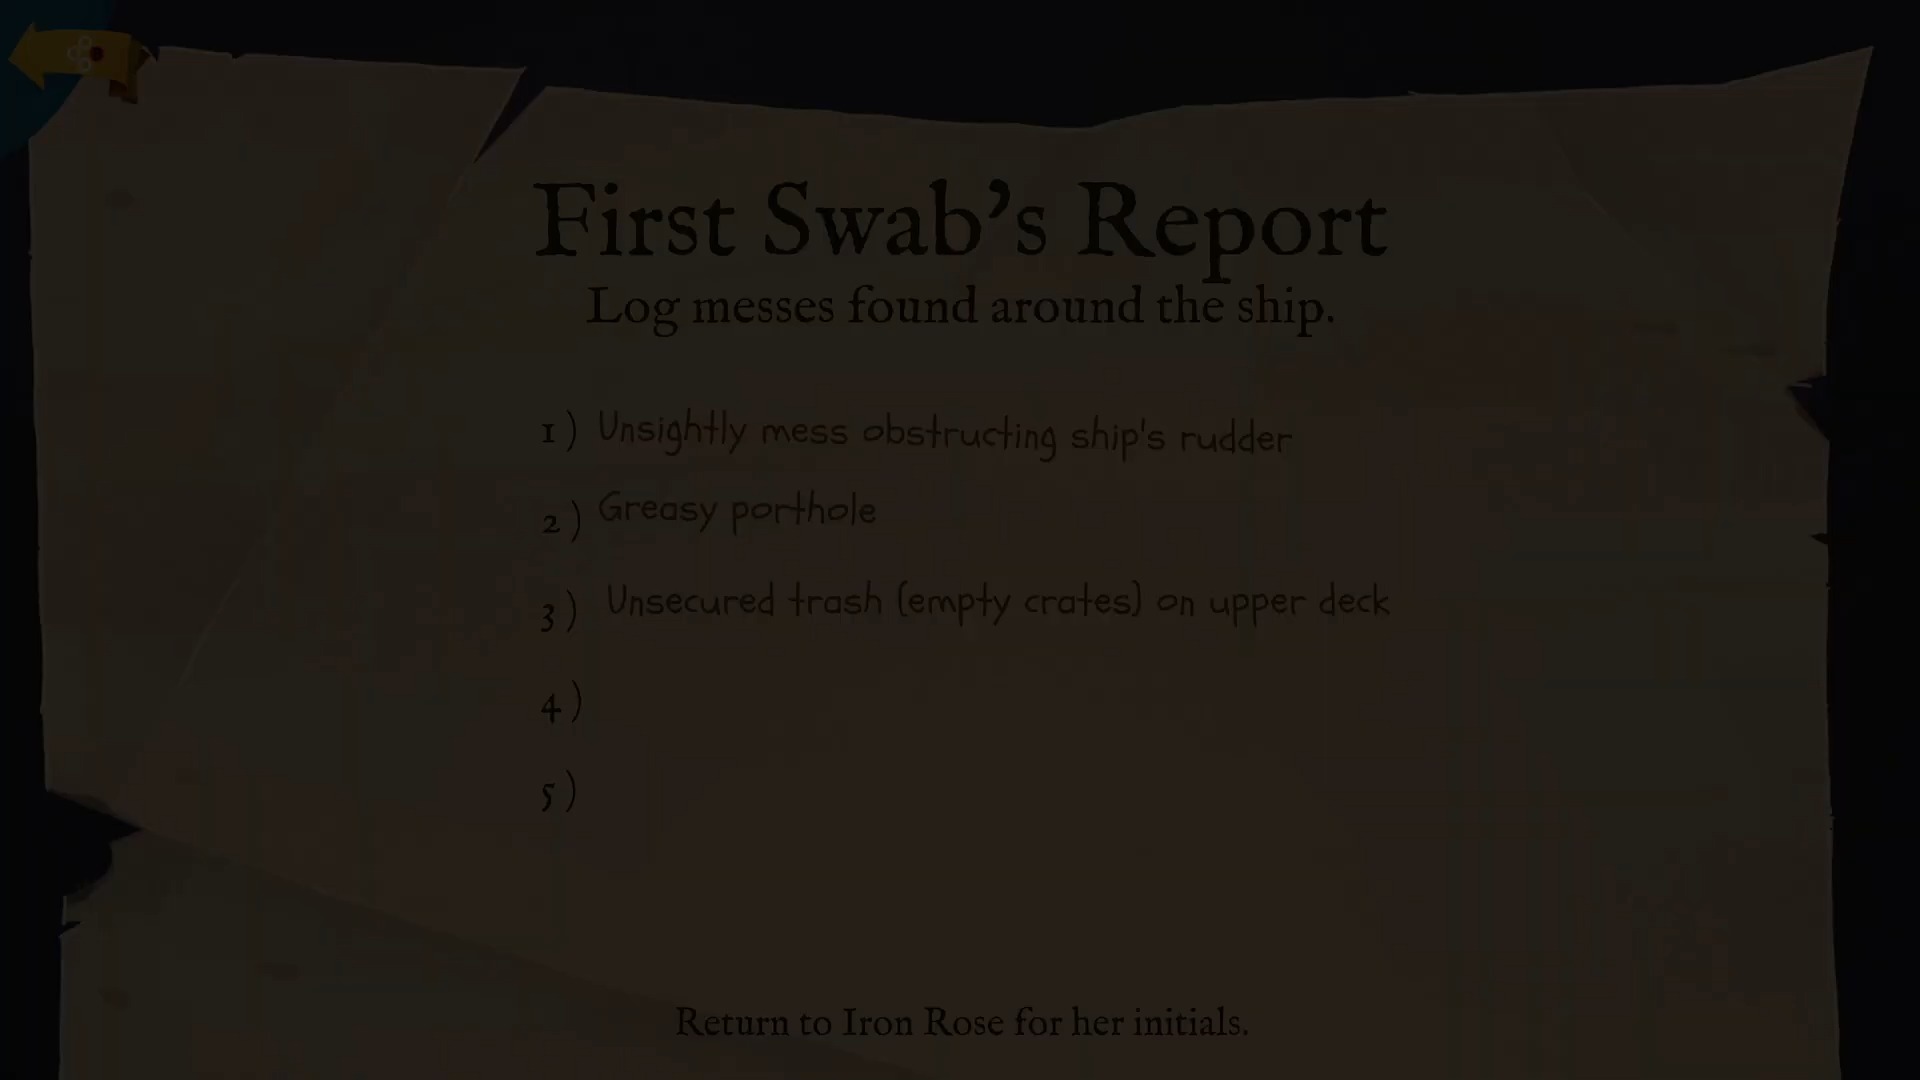 First Swab's Report
Log messes found around the ship.
1) Unsightly mess obstructing ship's rudder
2) Greasy porthole
3) Unsecured trash (empty crates) on upper deck
4)
5)
Return to Iron Rose for her initials.